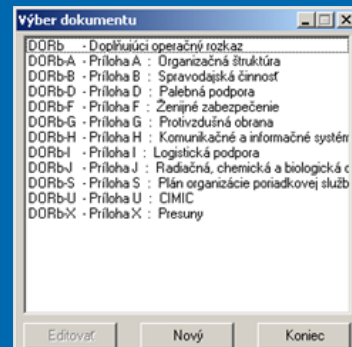 Výber dokumentu
DORb - Doplňujúci operačný rozkaz
DORb-A - Príloha A : Organizačná štruktúra
DORb-B - Príloha B : Spravodajská činnosť
DORb-D - Príloha D : Palebná podpora
DORb-F - Príloha F : Ženijné zabezpečenie
DORb-G - Príloha G : Protivzdušná obrana
DORb-H - Príloha H : Komunikačné a informačné systém
DORb-I - Príloha I : Logistická podpora
DORb-J - Príloha J : Radiačná, chemická a biologická
DORb-S - Príloha S : Plán organizácie poriadkovej služb
DORb-U - Príloha U : CIMIC
DORb-X - Príloha X : Presuny
Editovať Nový Koniec